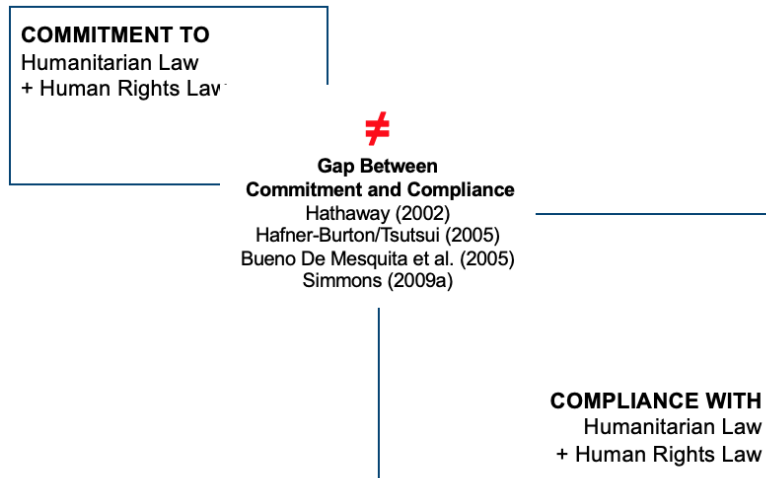 COMMITMENT TO
Humanitarian Law
+ Human Rights Law
≠
Gap Between
Commitment and Compliance
Hathaway (2002)
Hafner-Burton/Tsutsui (2005)
Bueno De Mesquita et al. (2005)
Simmons (2009a)
COMPLIANCE WITH
Humanitarian Law
+ Human Rights Law